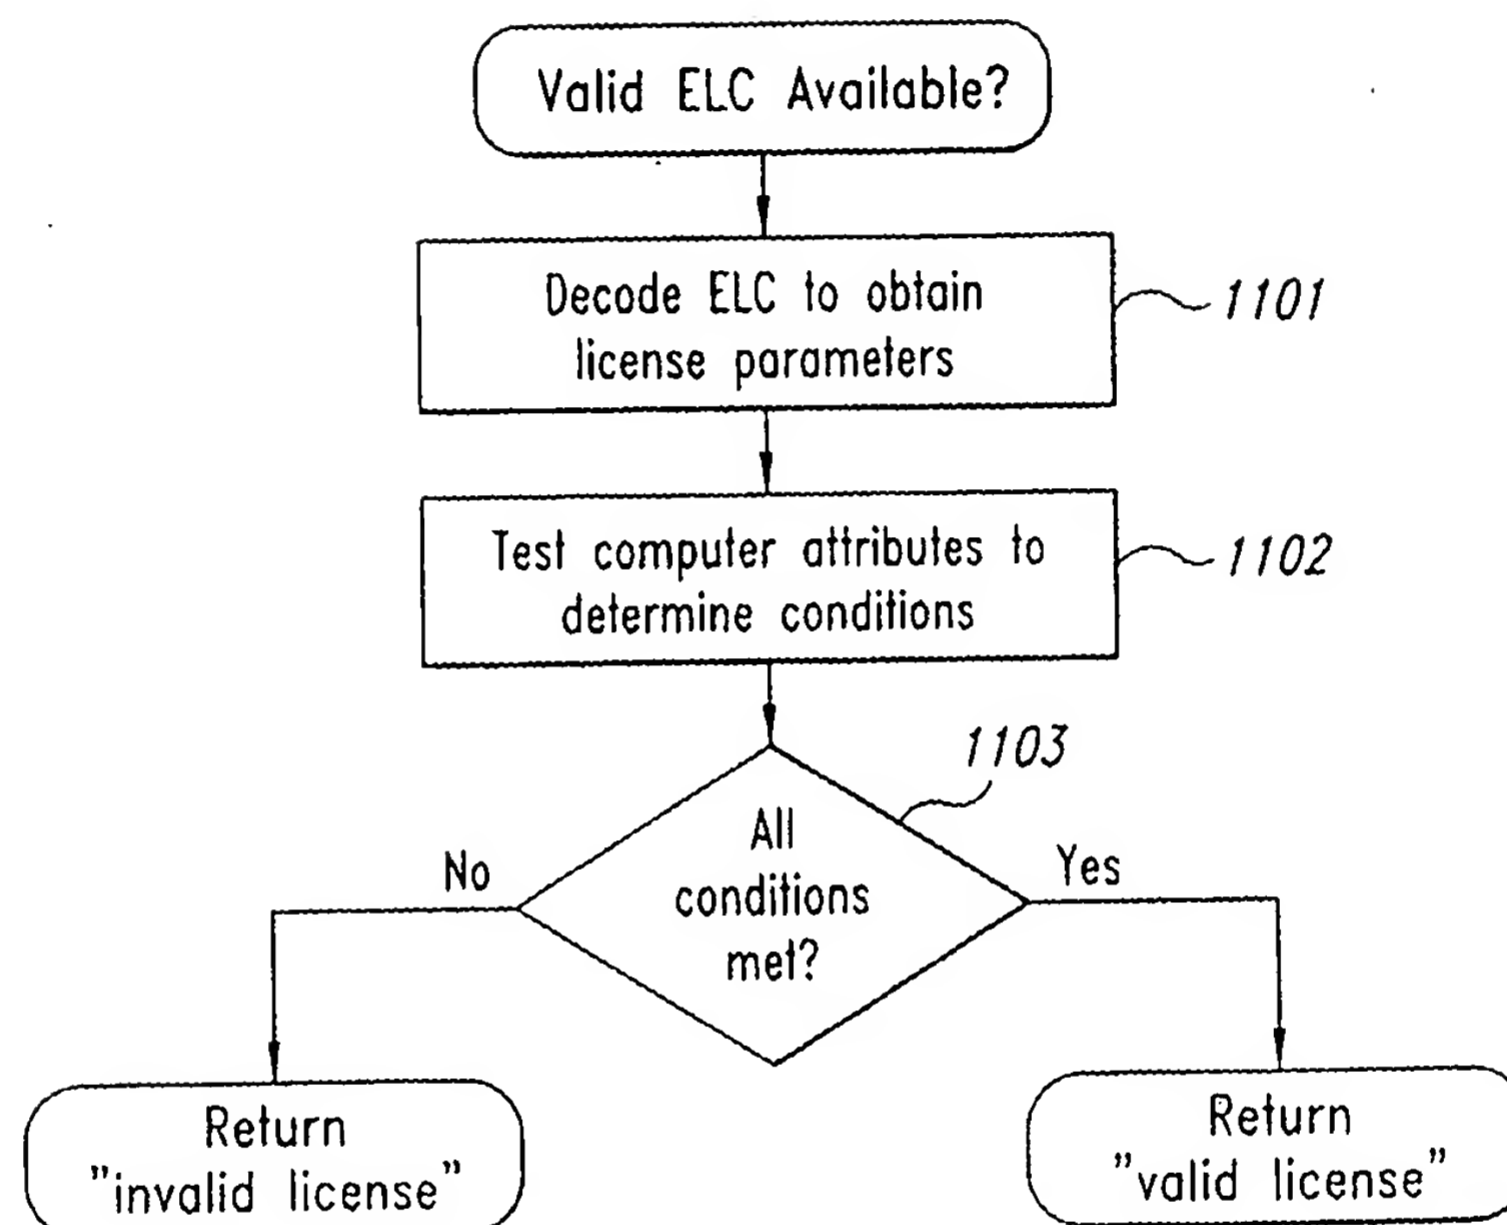 Valid ELC Available?
Decode ELC to obtain
license parameters
1101
Test computer attributes to
determine conditions
1102
1103
All
conditions
met?
No
Yes
Return
"invalid license"
Return
"valid license"